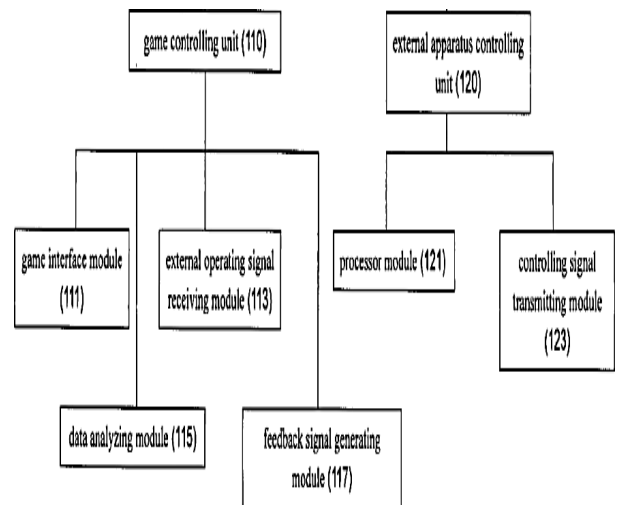 game controlling unit (110)
external apparatus controlling
unit (120)
game interface module
(111)
external operating signal
receiving module (113)
processor module (121)
controlling signal
transmitting module
(123)
data analyzing module (115)
feedback signal generating
module (117)